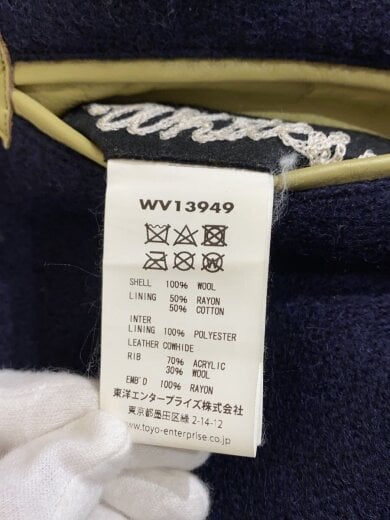 WV13949
SHELL 100% WOOL
LINING 50% RAYON
50% COTTON
INTER
LINING 100% POLYESTER
LEATHER COWHIDE
RIB 70% ACRYLIC
30% WOOL
EMB'D 100% RAYON
東洋エンタープライズ株式会社
東京都墨田区緑 2-14-12
www.toyo-enterprise.co.jp